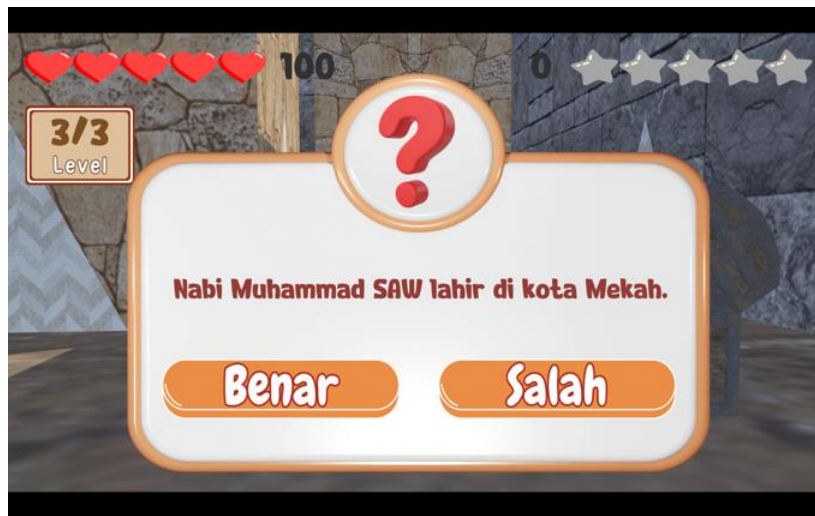 100
0
3/3
Level
?
Nabi Muhammad SAW lahir di kota Mekah.
Benar
Salah